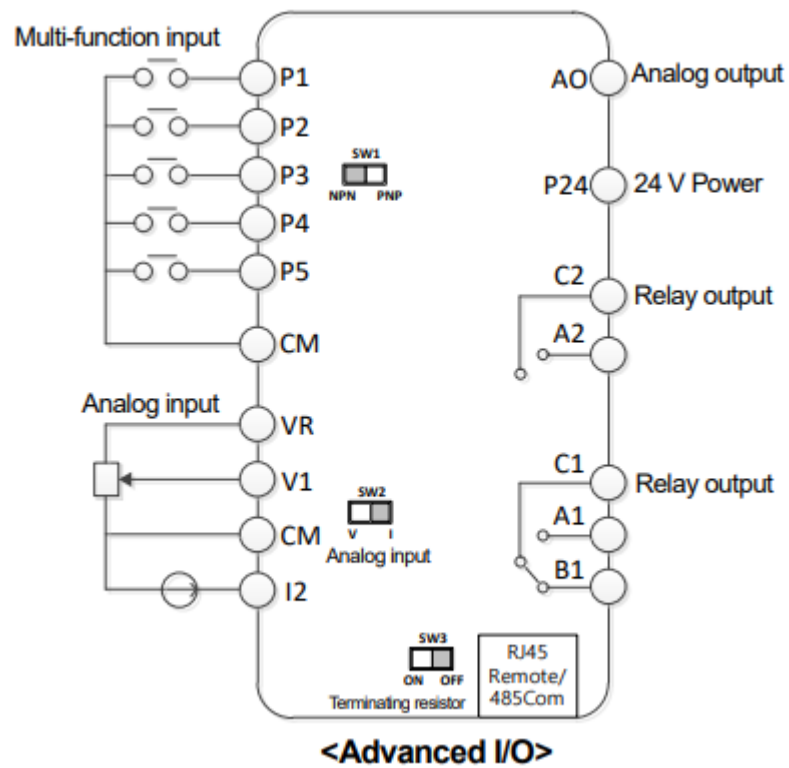 Multi-function input
P1
P2
P3
P4
P5
CM
SW1
NPN PNP
Analog input
VR
V1
CM
I2
SW2
V I
Analog input
SW3
ON OFF
Terminating resistor
RJ45
Remote/
485Com
AO Analog output
P24 24 V Power
C2
Relay output
A2
C1
Relay output
A1
B1
<Advanced I/O>